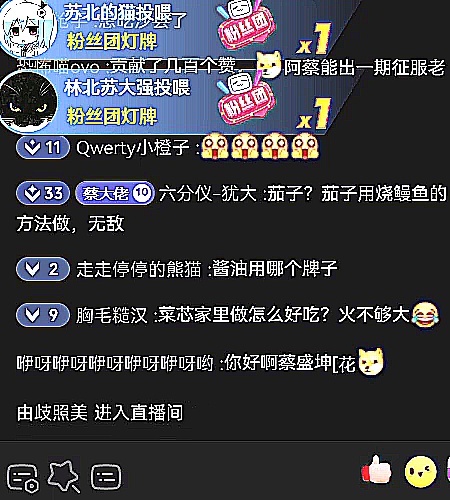 苏北的猫投喂
粉丝团灯牌
粉丝团
x1
恐怖喵ovo :贡献了几百个赞
阿蔡能出一期征服老
林北苏大强投喂
粉丝团灯牌
粉丝团
x1
11 Qwerty小橙子 :
33 蔡大佬 10 六分仪-犹大 :茄子？茄子用烧鳗鱼的
方法做，无敌
2 走走停停的熊猫 :酱油用哪个牌子
9 胸毛糙汉 :菜芯家里做怎么好吃？火不够大
咿呀咿呀咿呀咿呀咿呀哟 :你好啊蔡盛坤[花
由歧照美 进入直播间